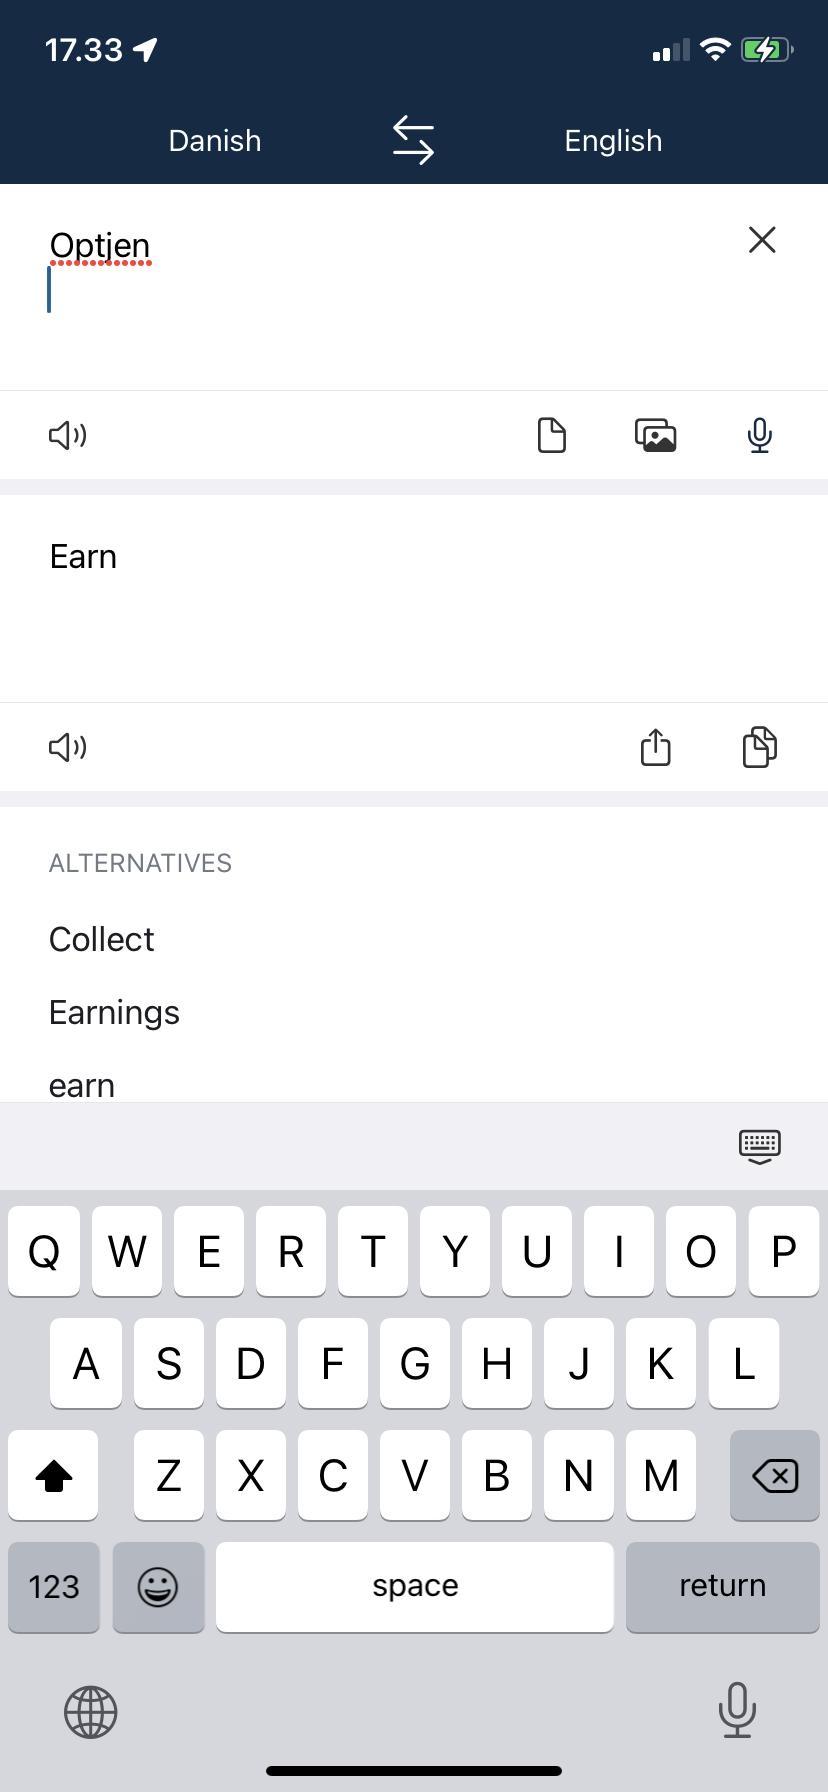 17.33
Danish
English
Optjen
Earn
ALTERNATIVES
Collect
Earnings
earn
Q W E R T Y U I O P
A S D F G H J K L
Z X C V B N M
123 space return